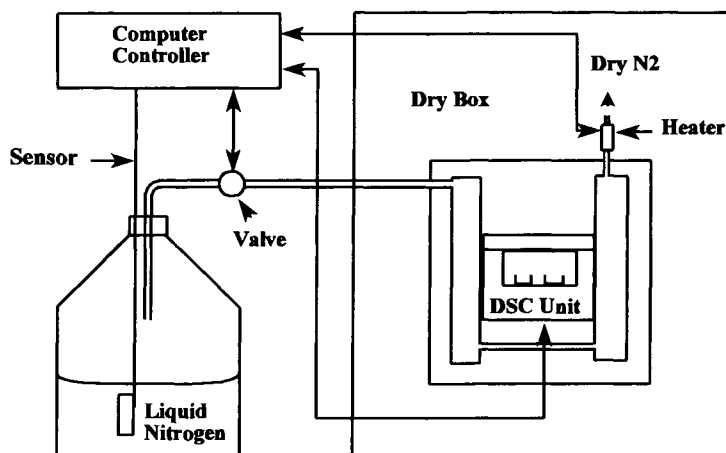 Computer
Controller
Dry N2
Dry Box
Heater
Sensor
Valve
DSC Unit
Liquid
Nitrogen